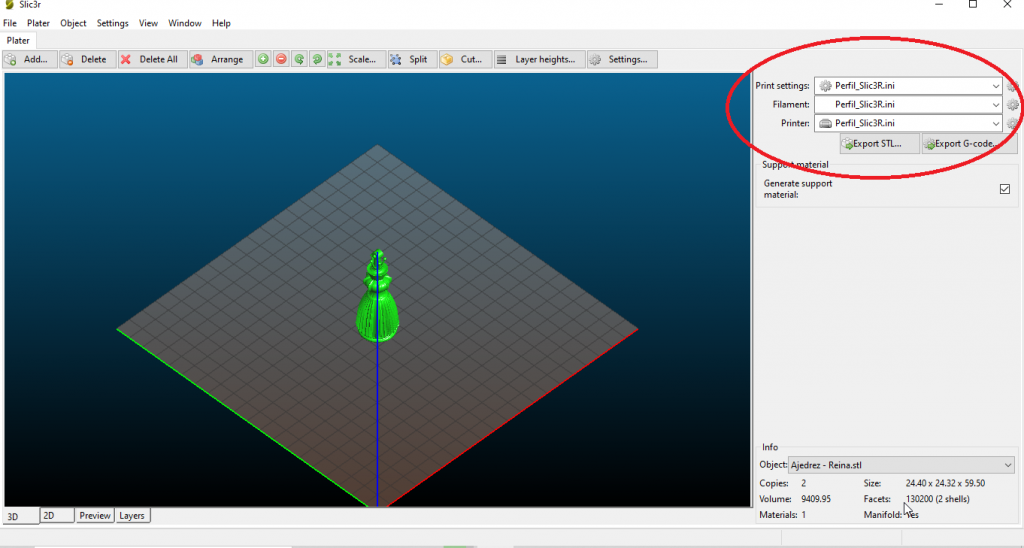 Slic3r
File Plater Object Settings View Window Help
Plater
Add... Delete Delete All Arrange Scale... Split Cut... Layer heights... Settings...
Print settings: Perfil_Slic3R.ini
Filament: Perfil_Slic3R.ini
Printer: Perfil_Slic3R.ini
Export STL... Export G-code...
Support material
Generate support
material:
Info
Object: Ajedrez - Reina.stl
Copies: 2 Size: 24.40 x 24.32 x 59.50
Volume: 9409.95 Facets: 130200 (2 shells)
Materials: 1 Manifold: Yes
3D 2D Preview Layers